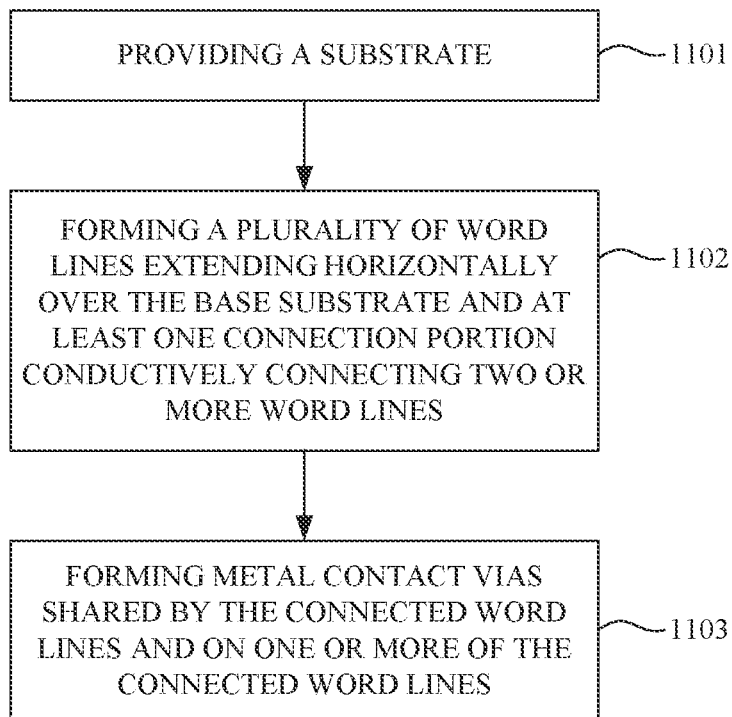 PROVIDING A SUBSTRATE
1101
FORMING A PLURALITY OF WORD
LINES EXTENDING HORIZONTALLY
OVER THE BASE SUBSTRATE AND AT
LEAST ONE CONNECTION PORTION
CONDUCTIVELY CONNECTING TWO OR
MORE WORD LINES
1102
FORMING METAL CONTACT VIAS
SHARED BY THE CONNECTED WORD
LINES AND ON ONE OR MORE OF THE
CONNECTED WORD LINES
1103